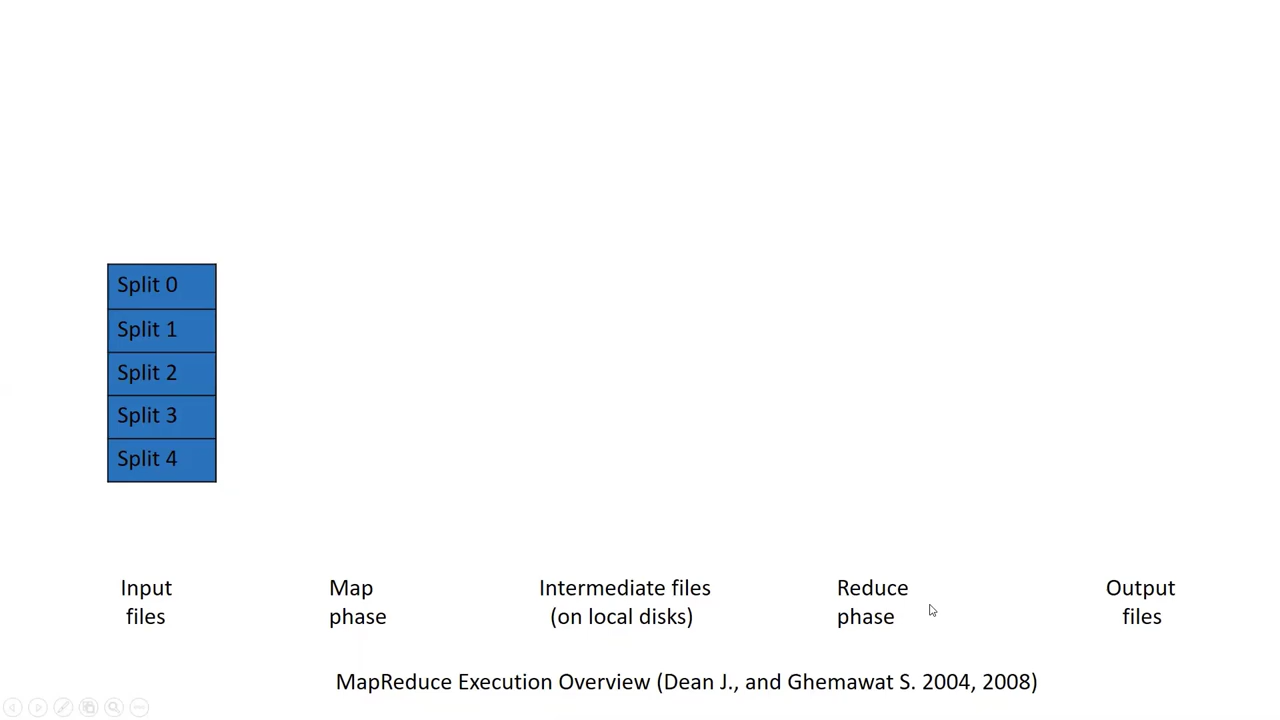 Split 0
Split 1
Split 2
Split 3
Split 4
Input files
Map phase
Intermediate files
(on local disks)
Reduce phase
Output files
MapReduce Execution Overview (Dean J., and Ghemawat S. 2004, 2008)